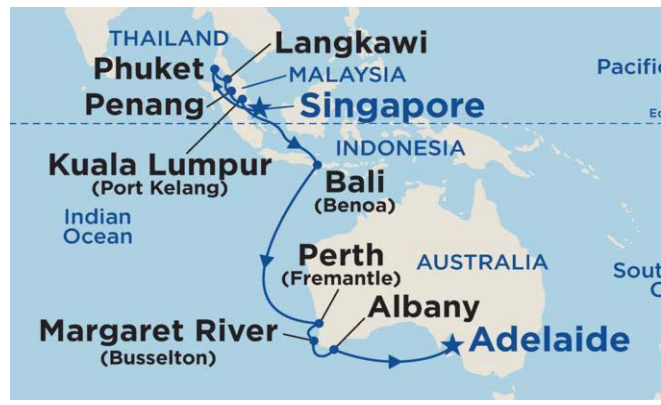 THAILAND
Langkawi
Phuket
MALAYSIA
Pacific
Penang
Singapore
Kuala Lumpur
(Port Kelang)
INDONESIA
Bali
(Benoa)
Indian
Ocean
Perth
(Fremantle)
AUSTRALIA
Albany
Margaret River
(Busselton)
Adelaide